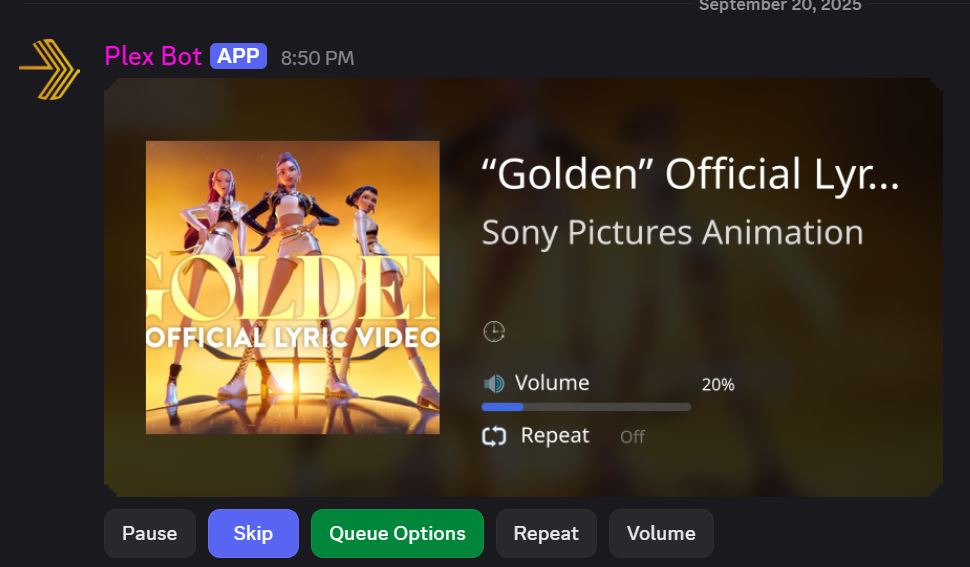 September 20, 2025
Plex Bot APP 8:50 PM
GOLDEN
OFFICIAL LYRIC VIDEO
“Golden” Official Lyr...
Sony Pictures Animation
Volume 20%
Repeat Off
Pause Skip Queue Options Repeat Volume